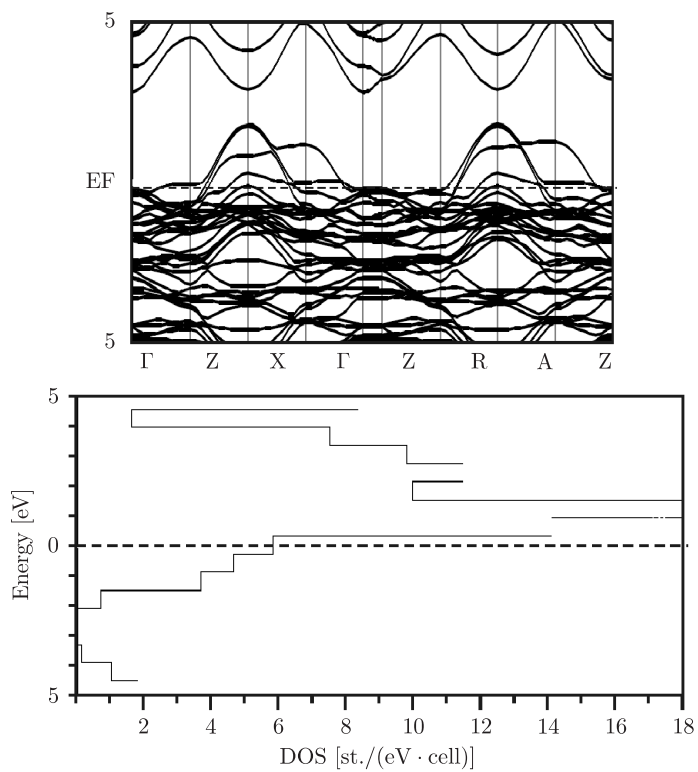 5
EF
5
Γ Z X Γ Z R A Z
5
0
5
Energy [eV]
2 4 6 8 10 12 14 16 18
DOS [st./(eV · cell)]